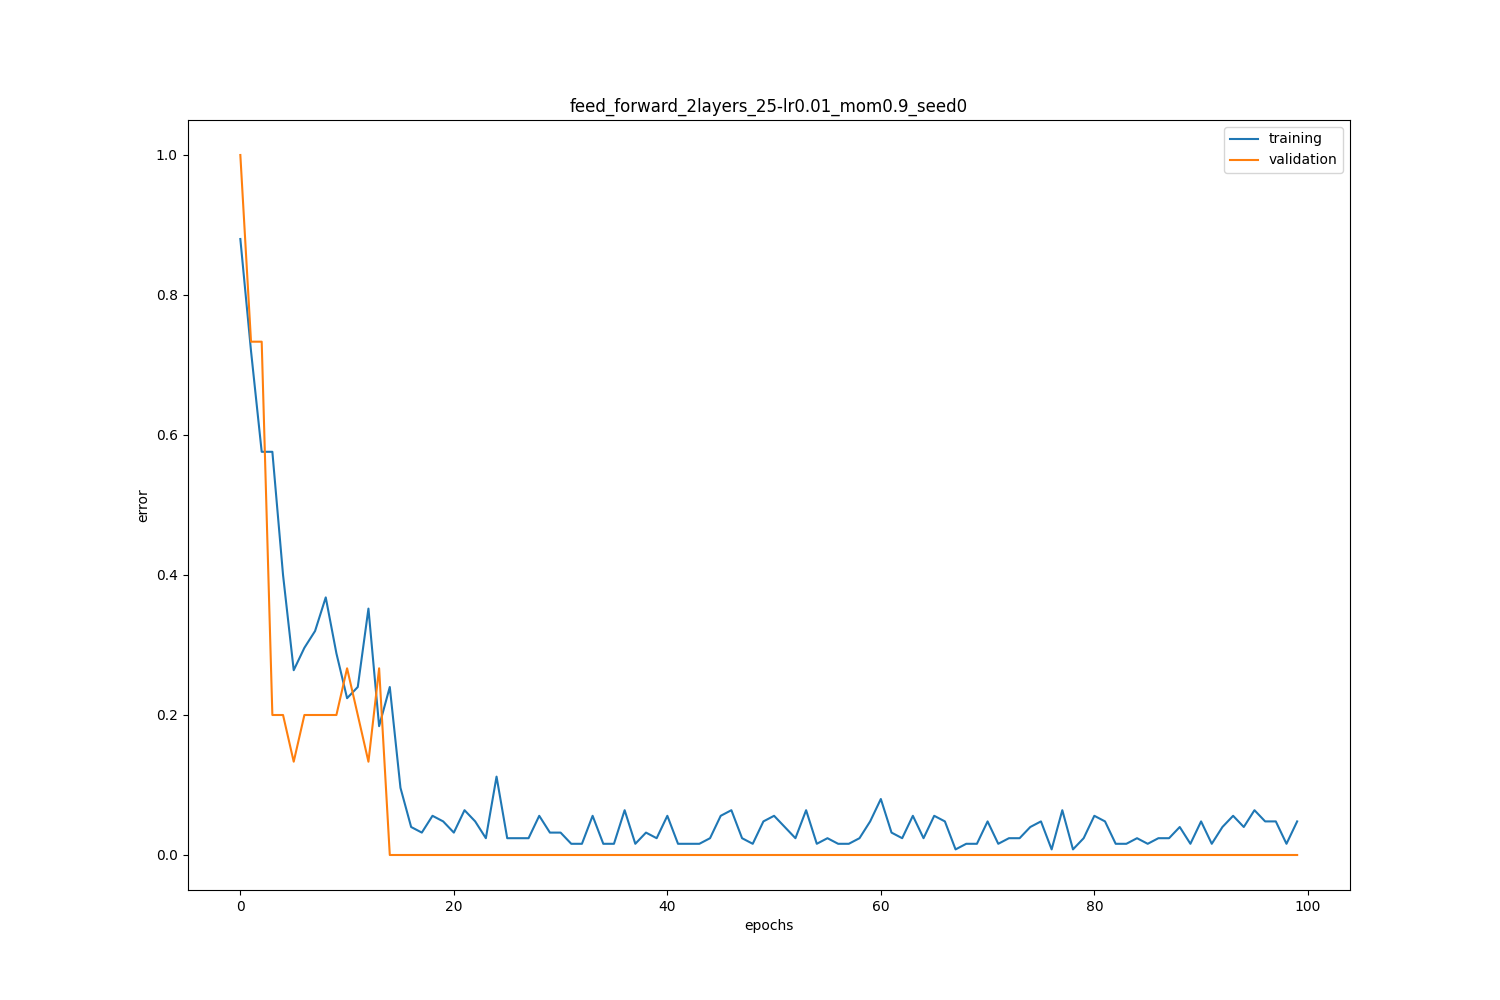 feed_forward_2layers_25-lr0.01_mom0.9_seed0
training
validation
1.0
0.8
0.6
0.4
0.2
0.0
error
0 20 40 60 80 100
epochs